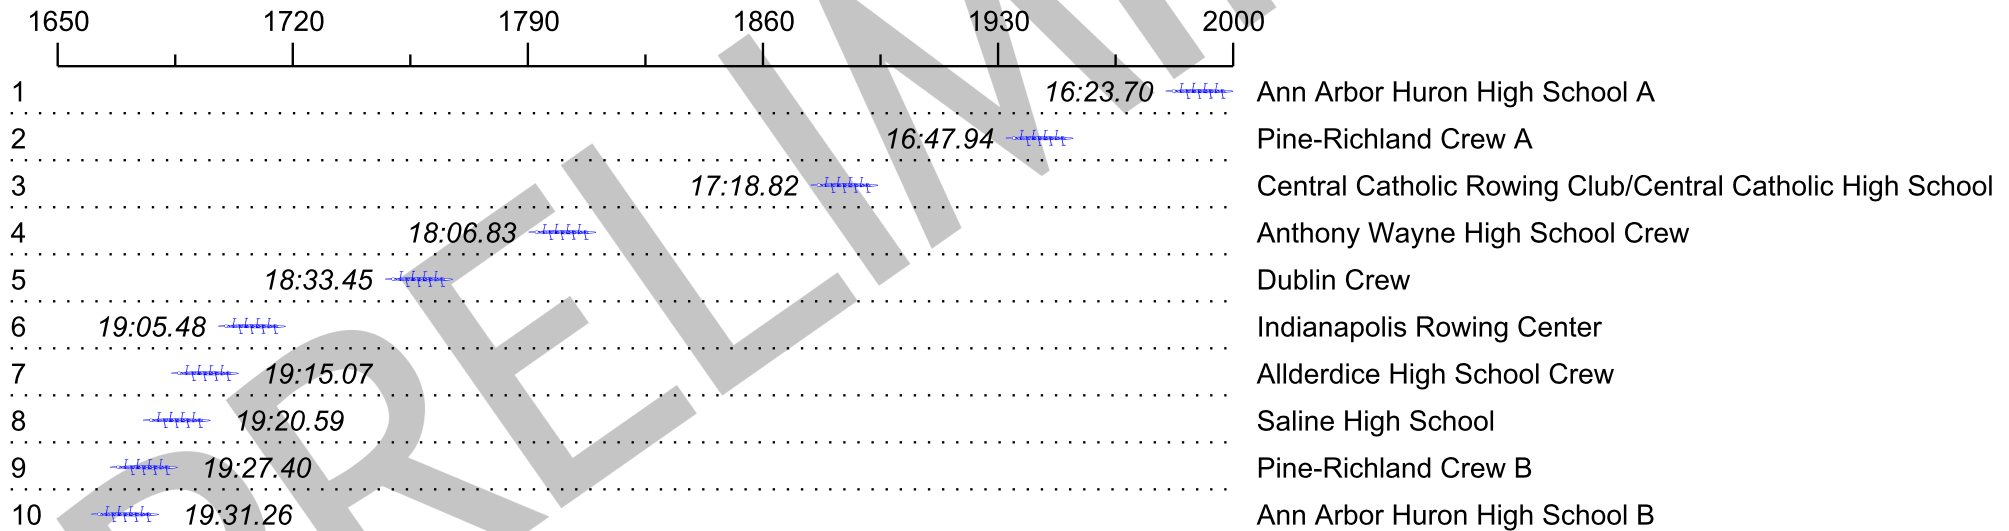 1650 1720 1790 1860 1930 2000
1 16:23.70 Ann Arbor Huron High School A
2 16:47.94 Pine-Richland Crew A
3 17:18.82 Central Catholic Rowing Club/Central Catholic High School
4 18:06.83 Anthony Wayne High School Crew
5 18:33.45 Dublin Crew
6 19:05.48 Indianapolis Rowing Center
7 19:15.07 Allderdice High School Crew
8 19:20.59 Saline High School
9 19:27.40 Pine-Richland Crew B
10 19:31.26 Ann Arbor Huron High School B